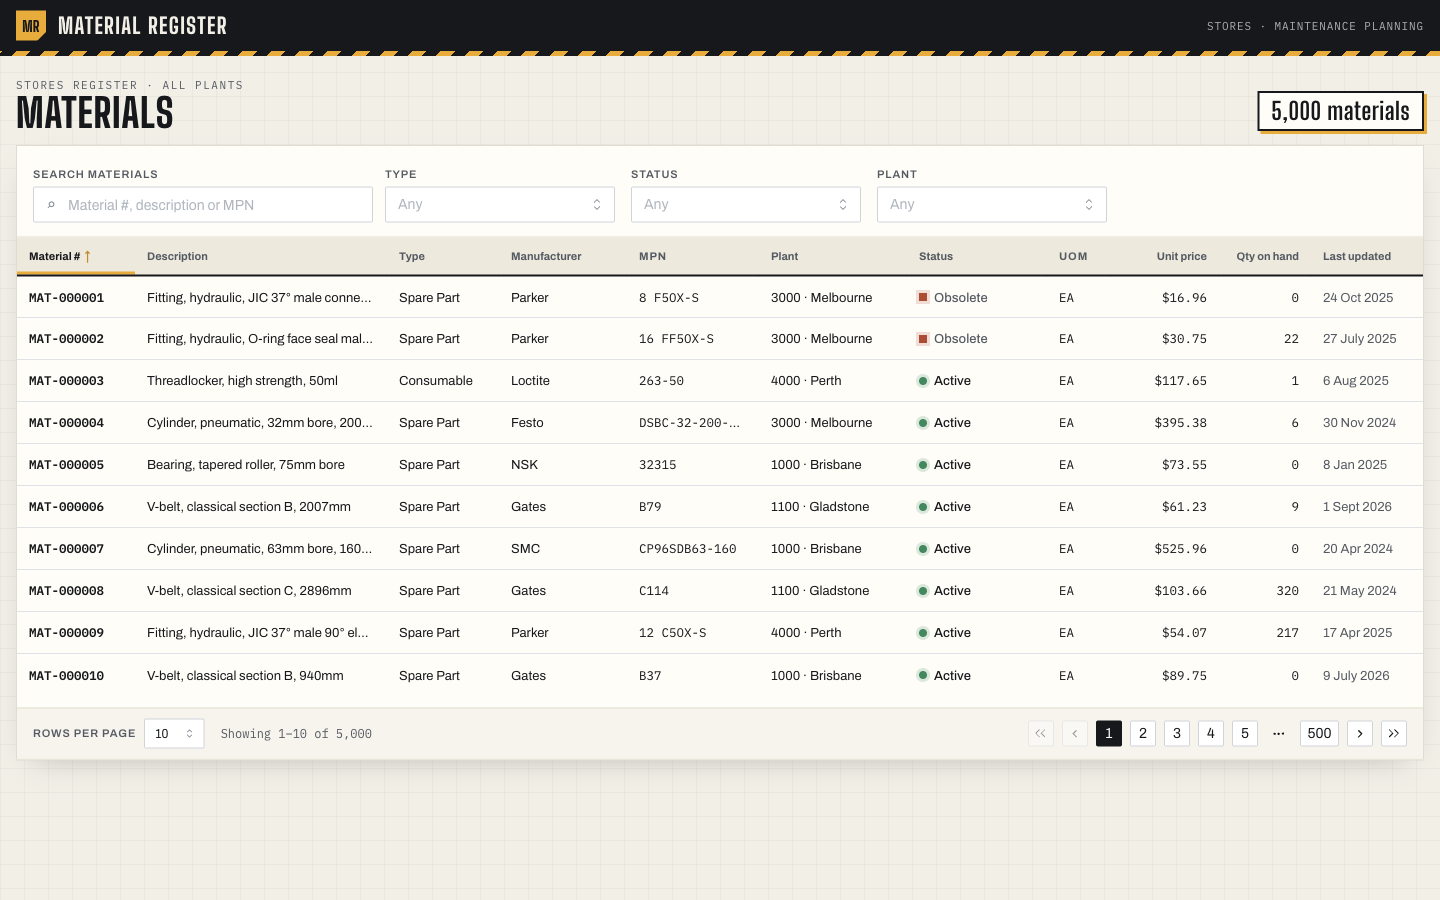 MR MATERIAL REGISTER STORES · MAINTENANCE PLANNING
STORES REGISTER · ALL PLANTS
MATERIALS
5,000 materials
SEARCH MATERIALS TYPE STATUS PLANT
Material #, description or MPN Any Any Any
Material # ↑ Description Type Manufacturer MPN Plant Status UOM Unit price Qty on hand Last updated
MAT-000001 Fitting, hydraulic, JIC 37° male conne... Spare Part Parker 8 F5OX-S 3000 · Melbourne Obsolete EA $16.96 0 24 Oct 2025
MAT-000002 Fitting, hydraulic, O-ring face seal mal... Spare Part Parker 16 FF5OX-S 3000 · Melbourne Obsolete EA $30.75 22 27 July 2025
MAT-000003 Threadlocker, high strength, 50ml Consumable Loctite 263-50 4000 · Perth Active EA $117.65 1 6 Aug 2025
MAT-000004 Cylinder, pneumatic, 32mm bore, 200... Spare Part Festo DSBC-32-200-... 3000 · Melbourne Active EA $395.38 6 30 Nov 2024
MAT-000005 Bearing, tapered roller, 75mm bore Spare Part NSK 32315 1000 · Brisbane Active EA $73.55 0 8 Jan 2025
MAT-000006 V-belt, classical section B, 2007mm Spare Part Gates B79 1100 · Gladstone Active EA $61.23 9 1 Sept 2026
MAT-000007 Cylinder, pneumatic, 63mm bore, 160... Spare Part SMC CP96SDB63-160 1000 · Brisbane Active EA $525.96 0 20 Apr 2024
MAT-000008 V-belt, classical section C, 2896mm Spare Part Gates C114 1100 · Gladstone Active EA $103.66 320 21 May 2024
MAT-000009 Fitting, hydraulic, JIC 37° male 90° el... Spare Part Parker 12 C5OX-S 4000 · Perth Active EA $54.07 217 17 Apr 2025
MAT-000010 V-belt, classical section B, 940mm Spare Part Gates B37 1000 · Brisbane Active EA $89.75 0 9 July 2026
ROWS PER PAGE 10 Showing 1–10 of 5,000 1 2 3 4 5 ··· 500